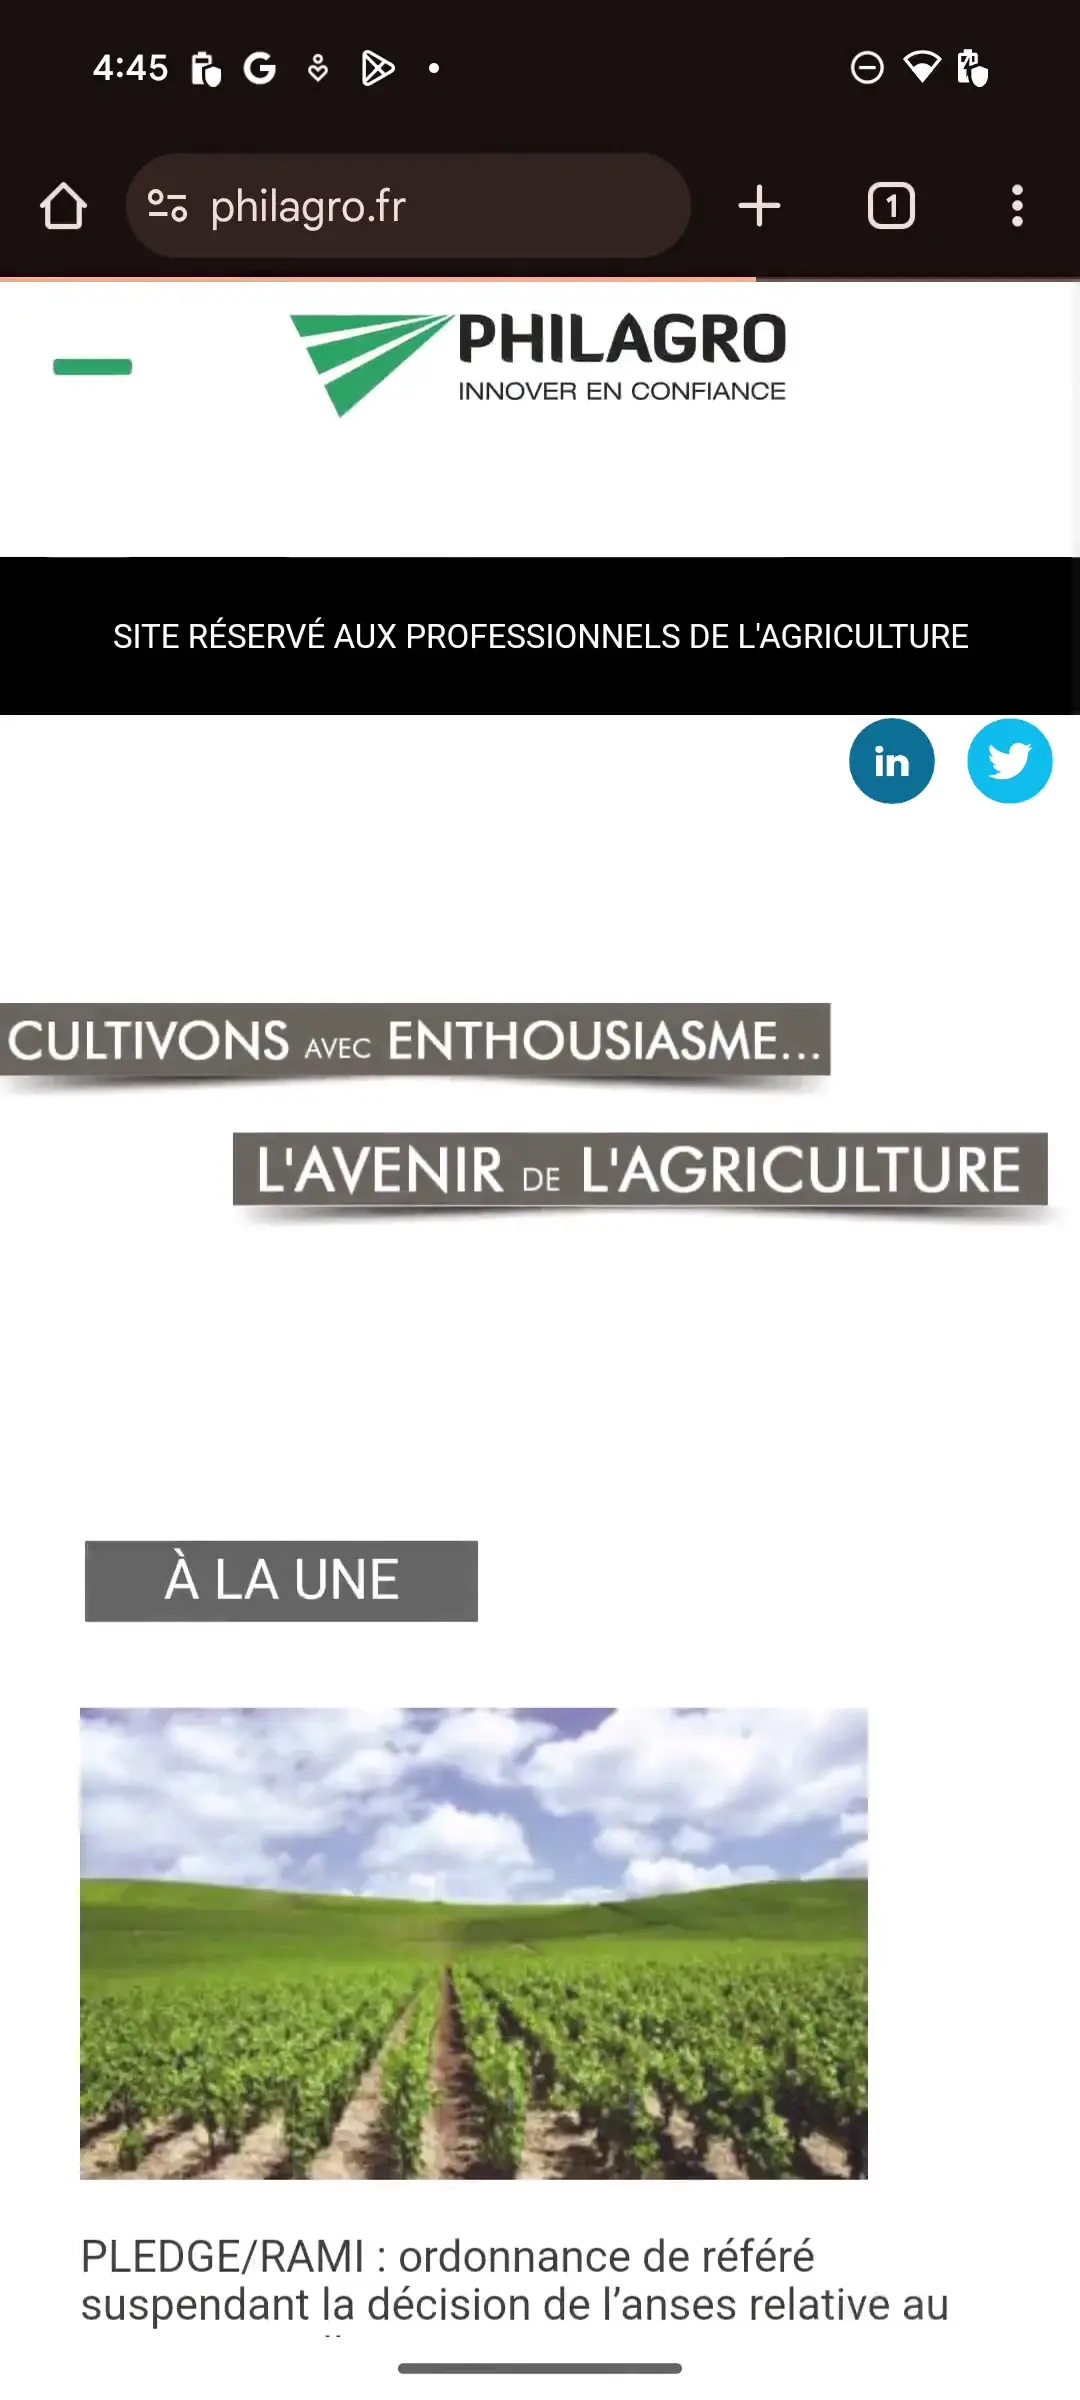 4:45
philagro.fr
1
PHILAGRO
INNOVER EN CONFIANCE
SITE RÉSERVÉ AUX PROFESSIONNELS DE L'AGRICULTURE
in
CULTIVONS AVEC ENTHOUSIASME...
L'AVENIR DE L'AGRICULTURE
À LA UNE
PLEDGE/RAMI : ordonnance de référé
suspendant la décision de l’anses relative au